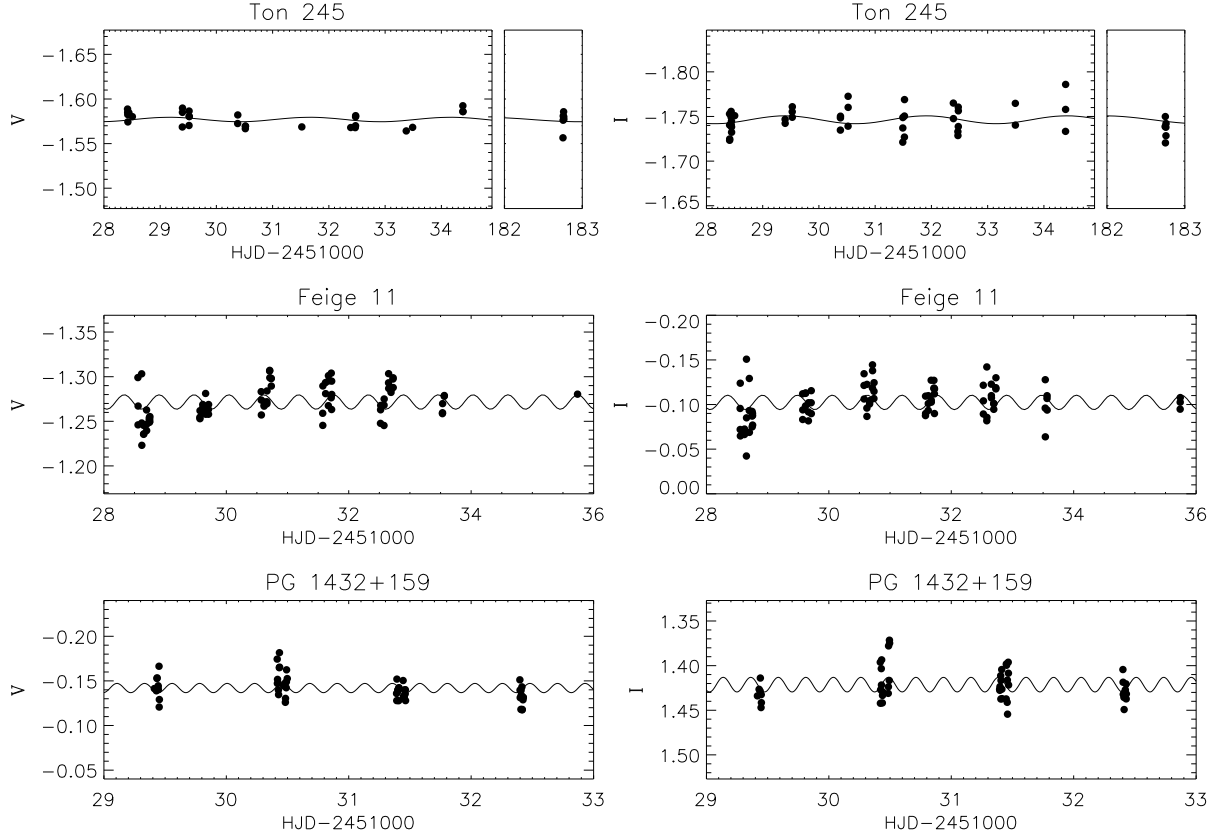 Ton 245
Ton 245
V
−1.65
−1.60
−1.55
−1.50
28 29 30 31 32 33 34 182 183
HJD−2451000
I
−1.80
−1.75
−1.70
−1.65
28 29 30 31 32 33 34 182 183
HJD−2451000
Feige 11
Feige 11
V
−1.35
−1.30
−1.25
−1.20
28 30 32 34 36
HJD−2451000
I
−0.20
−0.15
−0.10
−0.05
0.00
28 30 32 34 36
HJD−2451000
PG 1432+159
PG 1432+159
V
−0.20
−0.15
−0.10
−0.05
29 30 31 32 33
HJD−2451000
I
1.35
1.40
1.45
1.50
29 30 31 32 33
HJD−2451000